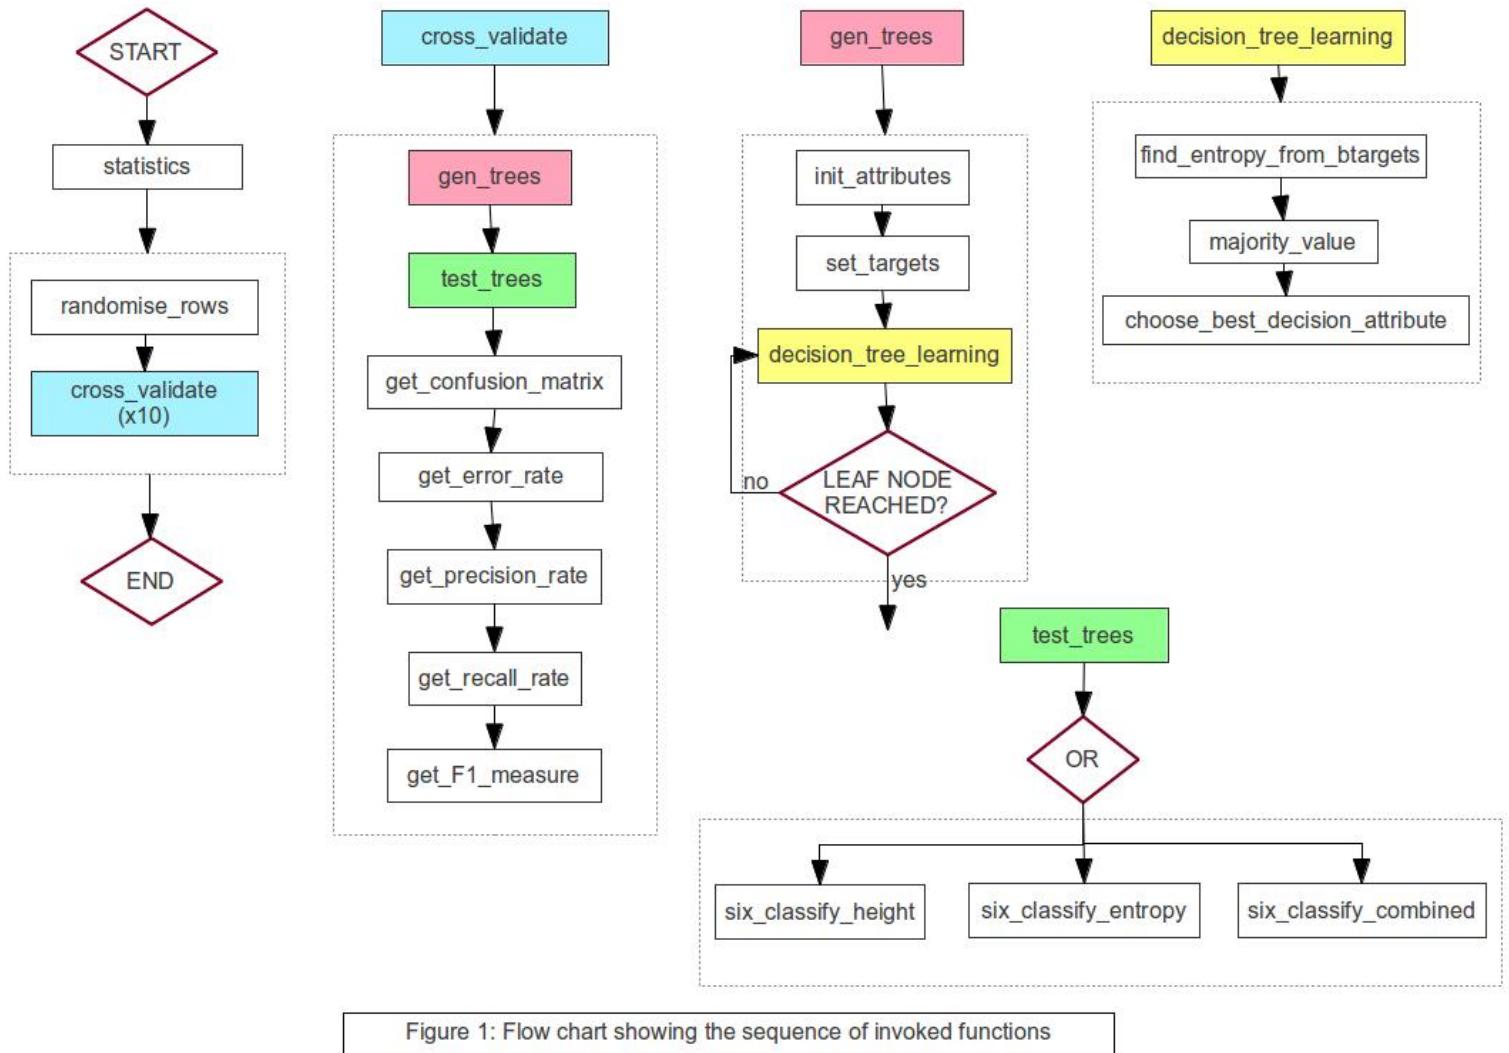 START
statistics
randomise_rows
cross_validate
(x10)
END
cross_validate
gen_trees
test_trees
get_confusion_matrix
get_error_rate
get_precision_rate
get_recall_rate
get_F1_measure
gen_trees
init_attributes
set_targets
decision_tree_learning
LEAF NODE
REACHED?
no
yes
decision_tree_learning
find_entropy_from_btargets
majority_value
choose_best_decision_attribute
test_trees
OR
six_classify_height
six_classify_entropy
six_classify_combined
Figure 1: Flow chart showing the sequence of invoked functions